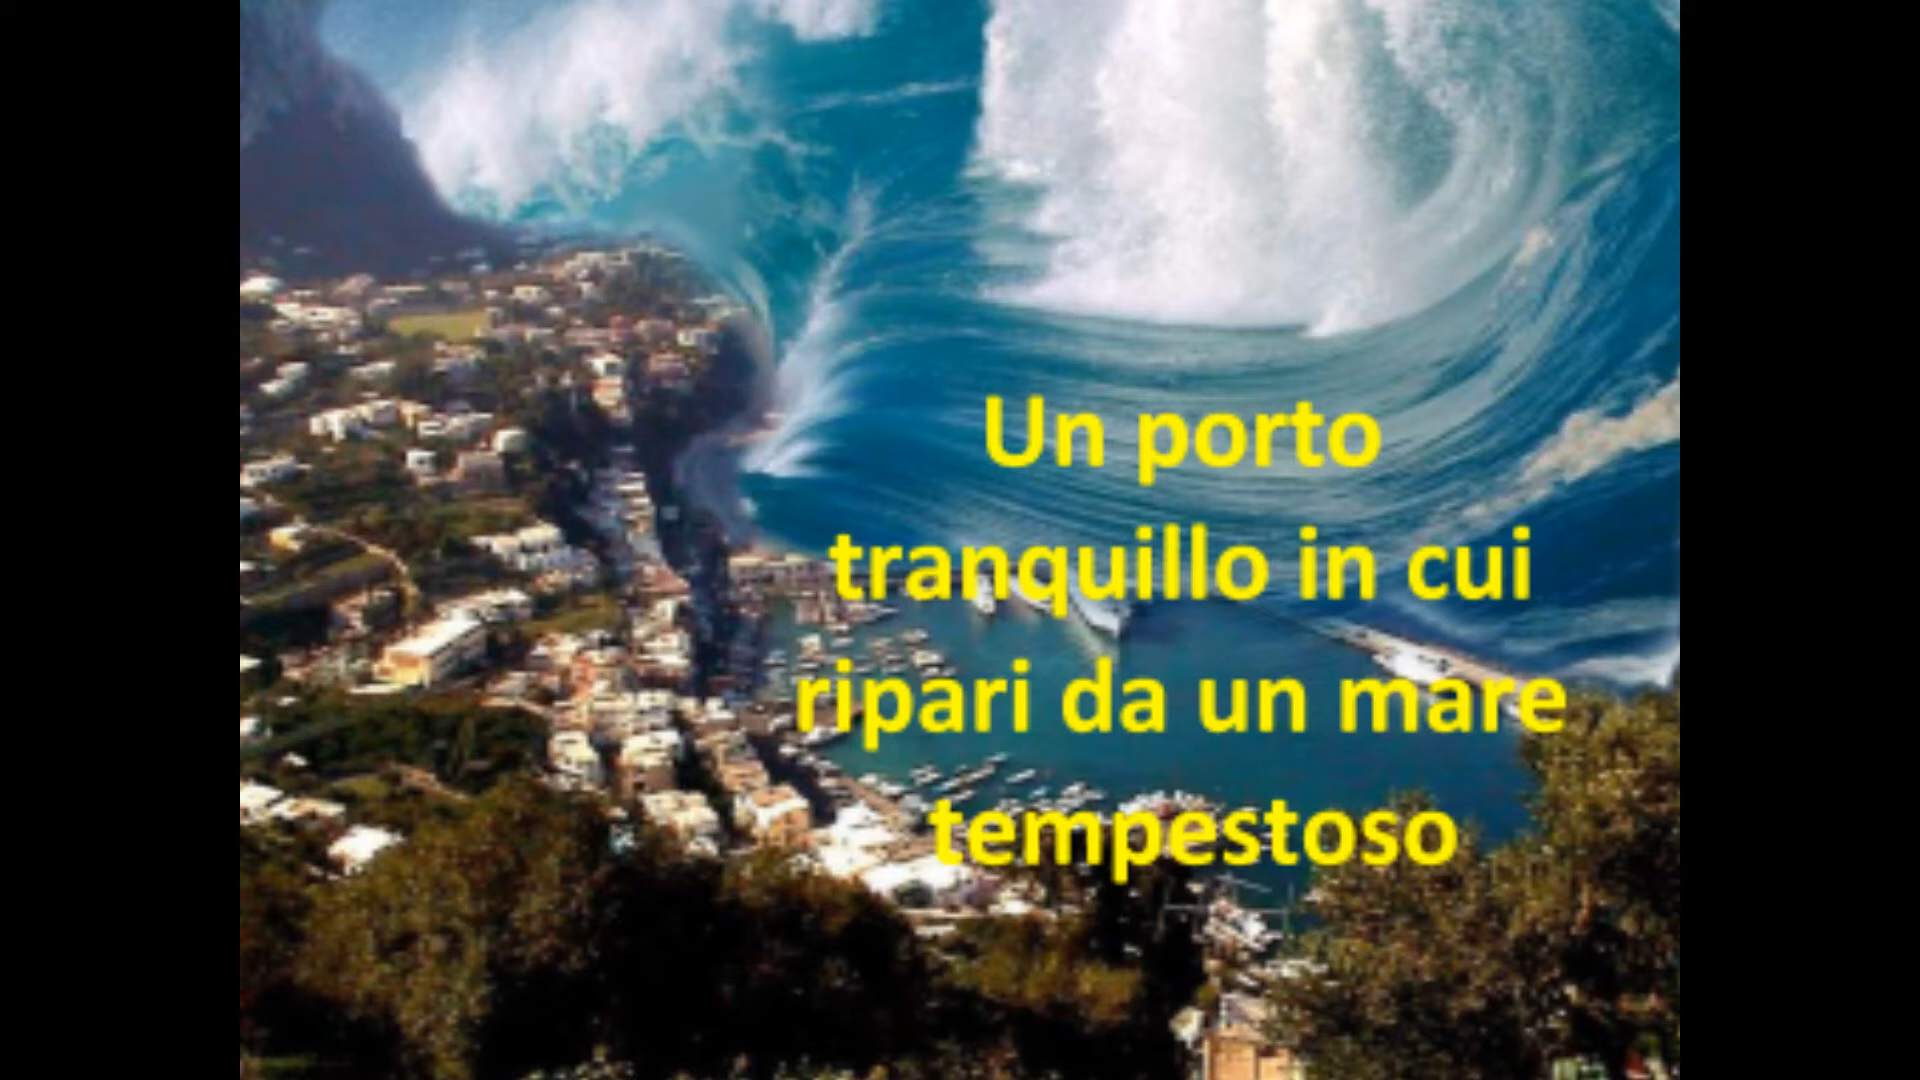 Un porto
tranquillo in cui
ripari da un mare
tempestoso